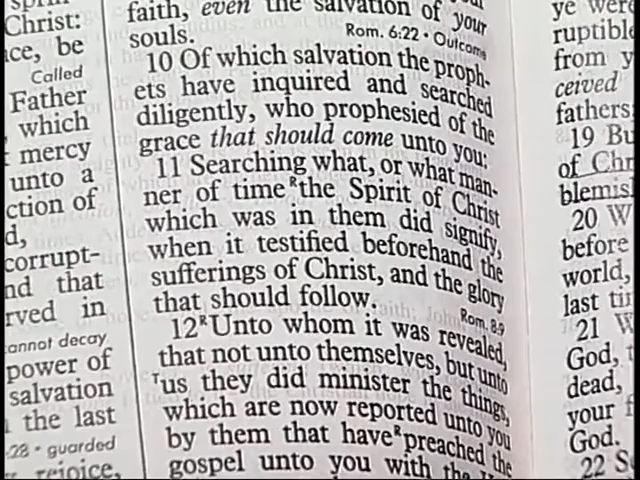 Christ:
ce, be
Called
Father
which
mercy
unto a
ction of
d,
corrupt-
nd that
rved in
annot decay
power of
salvation
the last
28 • guarded
rejoice,
faith, even the salvation of your
souls.
Rom. 6:22 • Outcome
10 Of which salvation the proph-
ets have inquired and searched
diligently, who prophesied of the
grace that should come unto you:
11 Searching what, or what man-
ner of time R the Spirit of Christ
which was in them did signify,
when it testified beforehand the
sufferings of Christ, and the glory
that should follow.
Rom. 8:9
12 R Unto whom it was revealed,
that not unto themselves, but unto
T us they did minister the things,
which are now reported unto you
by them that have R preached the
gospel unto you with the
ye were
ruptible
from y
ceived
fathers
19 Bu
of Chr
blemis
20 W
before
world,
last ti
21 W
God,
dead,
your f
God.
22 S